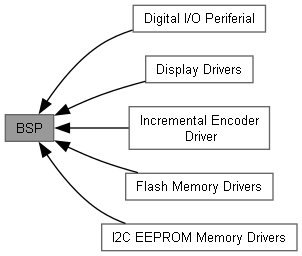 Digital I/O Periferial
Display Drivers
BSP
Incremental Encoder
Driver
Flash Memory Drivers
I2C EEPROM Memory Drivers